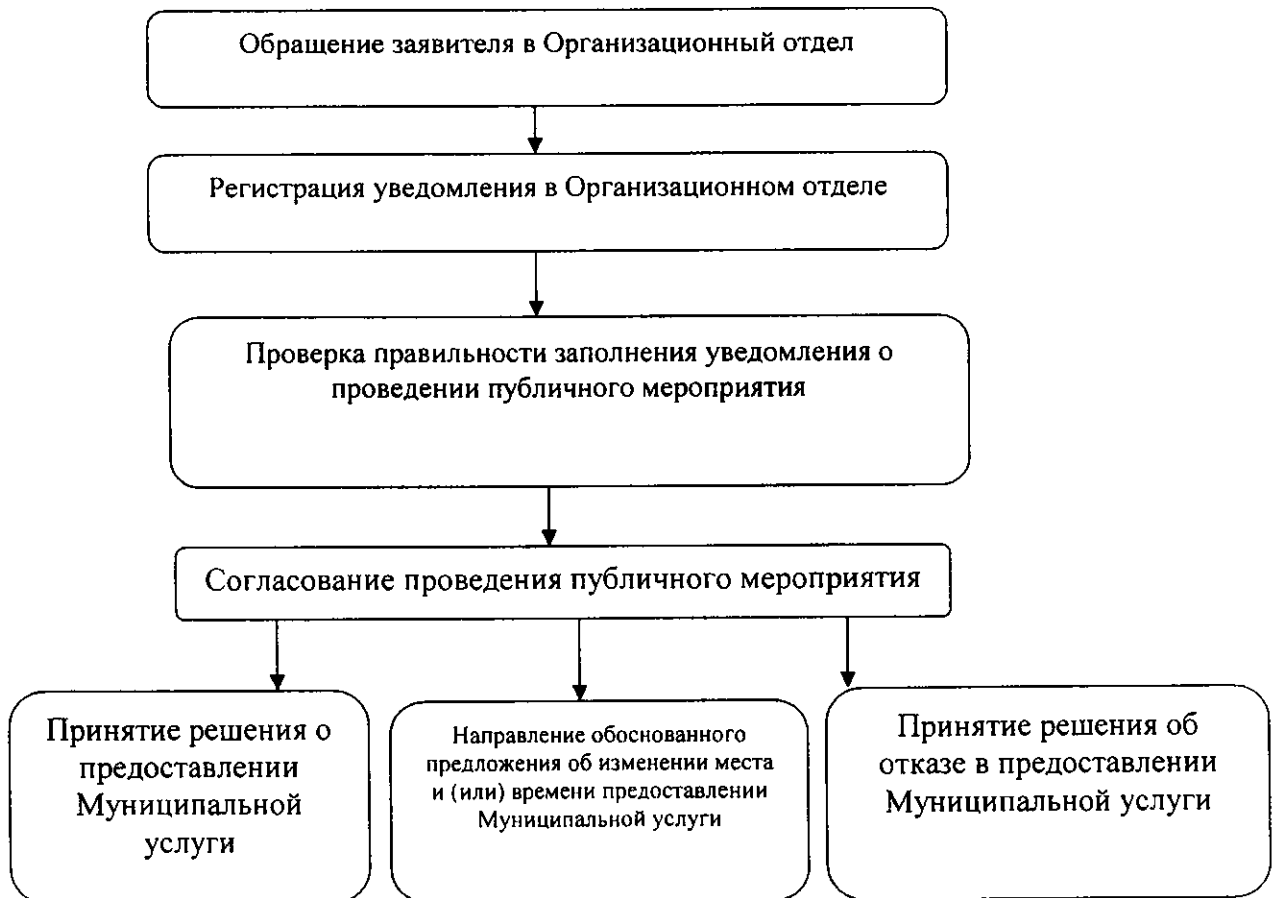 Обращение заявителя в Организационный отдел
Регистрация уведомления в Организационном отделе
Проверка правильности заполнения уведомления о
проведении публичного мероприятия
Согласование проведения публичного мероприятия
Принятие решения о
предоставлении
Муниципальной
услуги
Направление обоснованного
предложения об изменении места
и (или) времени предоставлении
Муниципальной услуги
Принятие решения об
отказе в предоставлении
Муниципальной услуги